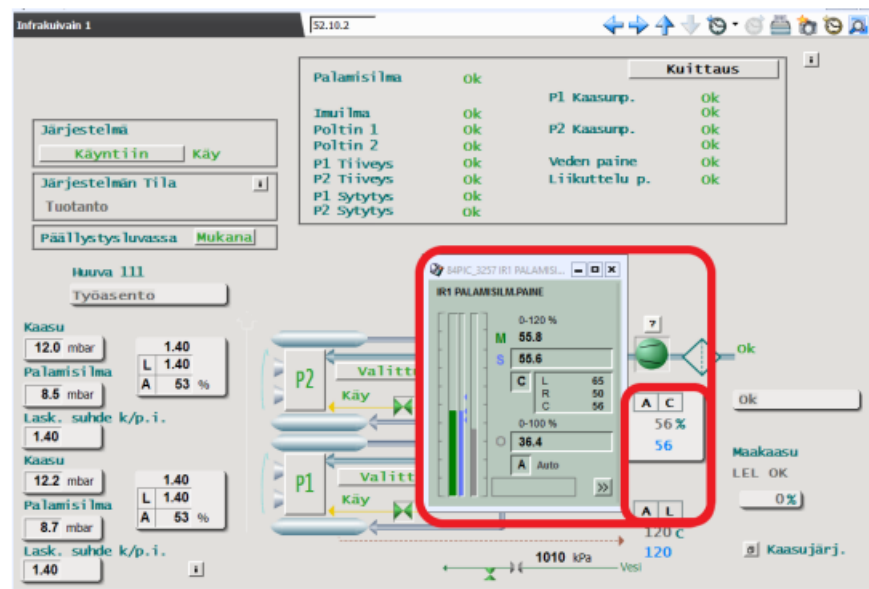 Infrakuivain 1
52.10.2
Kuittaus
i
Palamisilma ok
P1 Kaasunp. ok
Imuilma ok
ok
Poltin 1 ok
P2 Kaasunp. ok
Poltin 2 ok
ok
P1 Tiiveys ok
Veden paine ok
P2 Tiiveys ok
Liikuttelu p. ok
P1 Sytytys ok
P2 Sytytys ok
Järjestelmä
Käyntiin Käy
Järjestelmän Tila i
Tuotanto
Päällystysluvassa Mukana
Huuva 111
Työasento
Kaasu
12.0 mbar
Palamisilma
8.5 mbar
Lask. suhde k/p.i.
1.40
1.40
L 1.40
A 53 %
Kaasu
12.2 mbar
Palamisilma
8.7 mbar
Lask. suhde k/p.i.
1.40
1.40
L 1.40
A 53 %
i
P2
Valitt
Käy
P1
Valitt
Käy
84PIC_3257 IR1 PALAMISI...
IR1 PALAMISILM.PAINE
0-120 %
M 55.8
S 55.6
C L 65
R 50
C 56
0-100 %
O 36.4
A Auto
>>
?
ok
A C
56 %
56
Ok
Maakaasu
LEL OK
0%
A L
120 C
120
1010 kPa
Vesi
Kaasujärj.